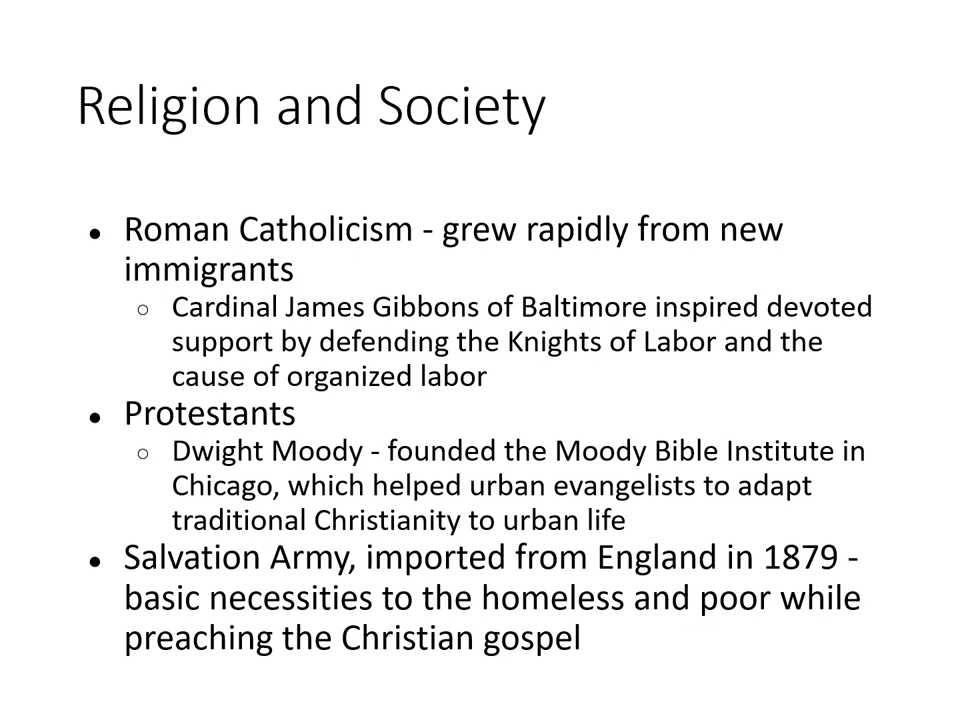 Religion and Society
● Roman Catholicism - grew rapidly from new
immigrants
○ Cardinal James Gibbons of Baltimore inspired devoted
support by defending the Knights of Labor and the
cause of organized labor
● Protestants
○ Dwight Moody - founded the Moody Bible Institute in
Chicago, which helped urban evangelists to adapt
traditional Christianity to urban life
● Salvation Army, imported from England in 1879 -
basic necessities to the homeless and poor while
preaching the Christian gospel